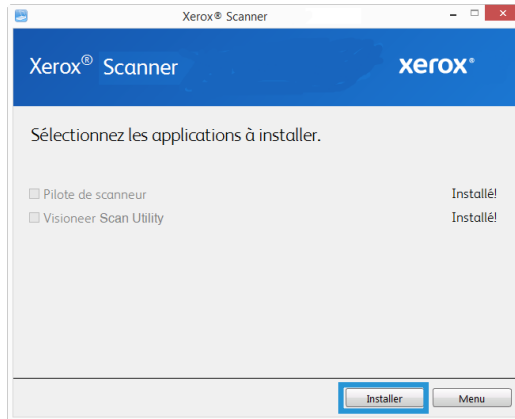 Xerox® Scanner
Xerox® Scanner
xerox®
Sélectionnez les applications à installer.
Pilote de scanneur Installé!
Visioneer Scan Utility Installé!
Installer
Menu